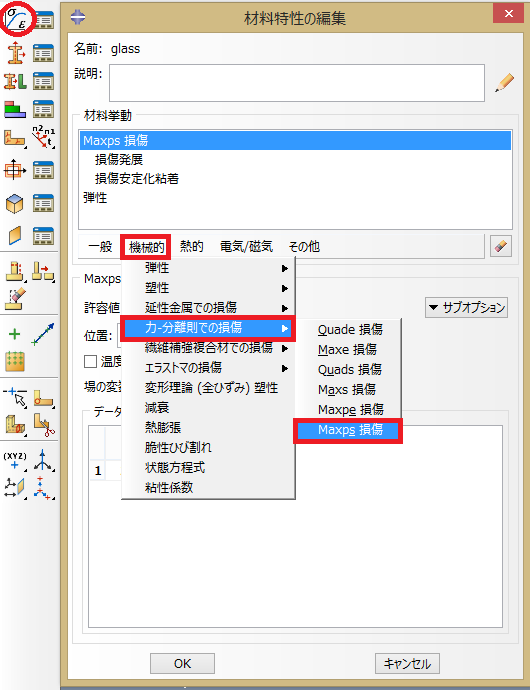 材料特性の編集
名前: glass
説明:
材料挙動
Maxps 損傷
損傷発展
損傷安定化粘着
弾性
一般 機械的 熱的 電気/磁気 その他
弾性
塑性
延性金属での損傷
力-分離則での損傷
繊維補強複合材での損傷
エラストマの損傷
変形理論 (全ひずみ) 塑性
減衰
熱膨張
脆性ひび割れ
状態方程式
粘性係数
Quade 損傷
Maxe 損傷
Quads 損傷
Maxs 損傷
Maxpe 損傷
Maxps 損傷
Maxps
許容値
サブオプション
位置:
温度
場の変数
データ
1
OK
キャンセル
σ
ε
n2 n1
t
(XYZ)